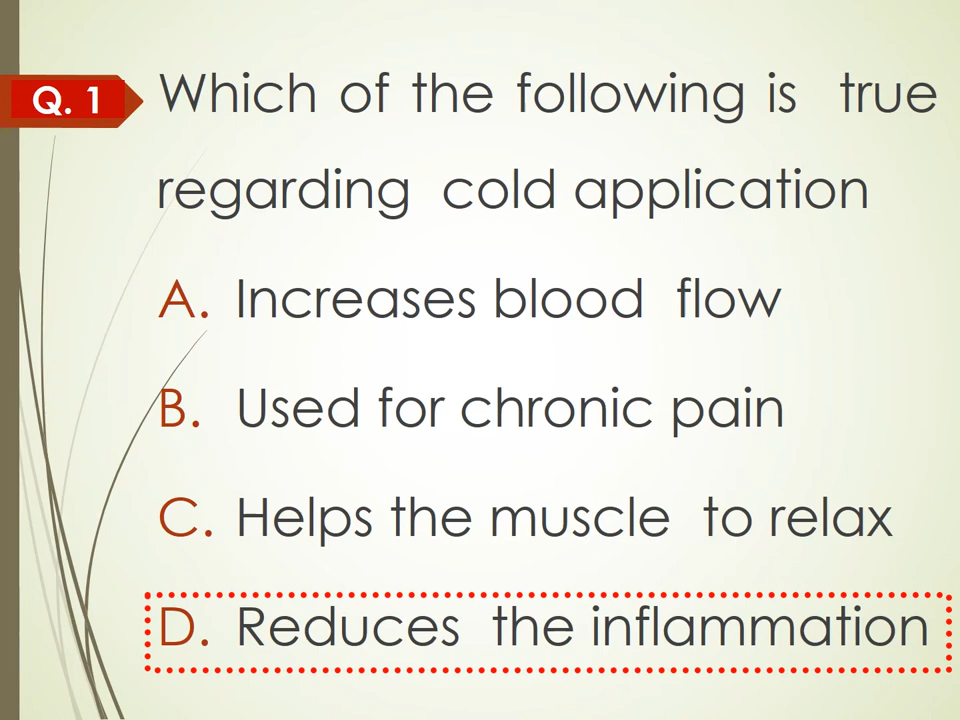 Q. 1
Which of the following is true
regarding cold application
A. Increases blood flow
B. Used for chronic pain
C. Helps the muscle to relax
D. Reduces the inflammation